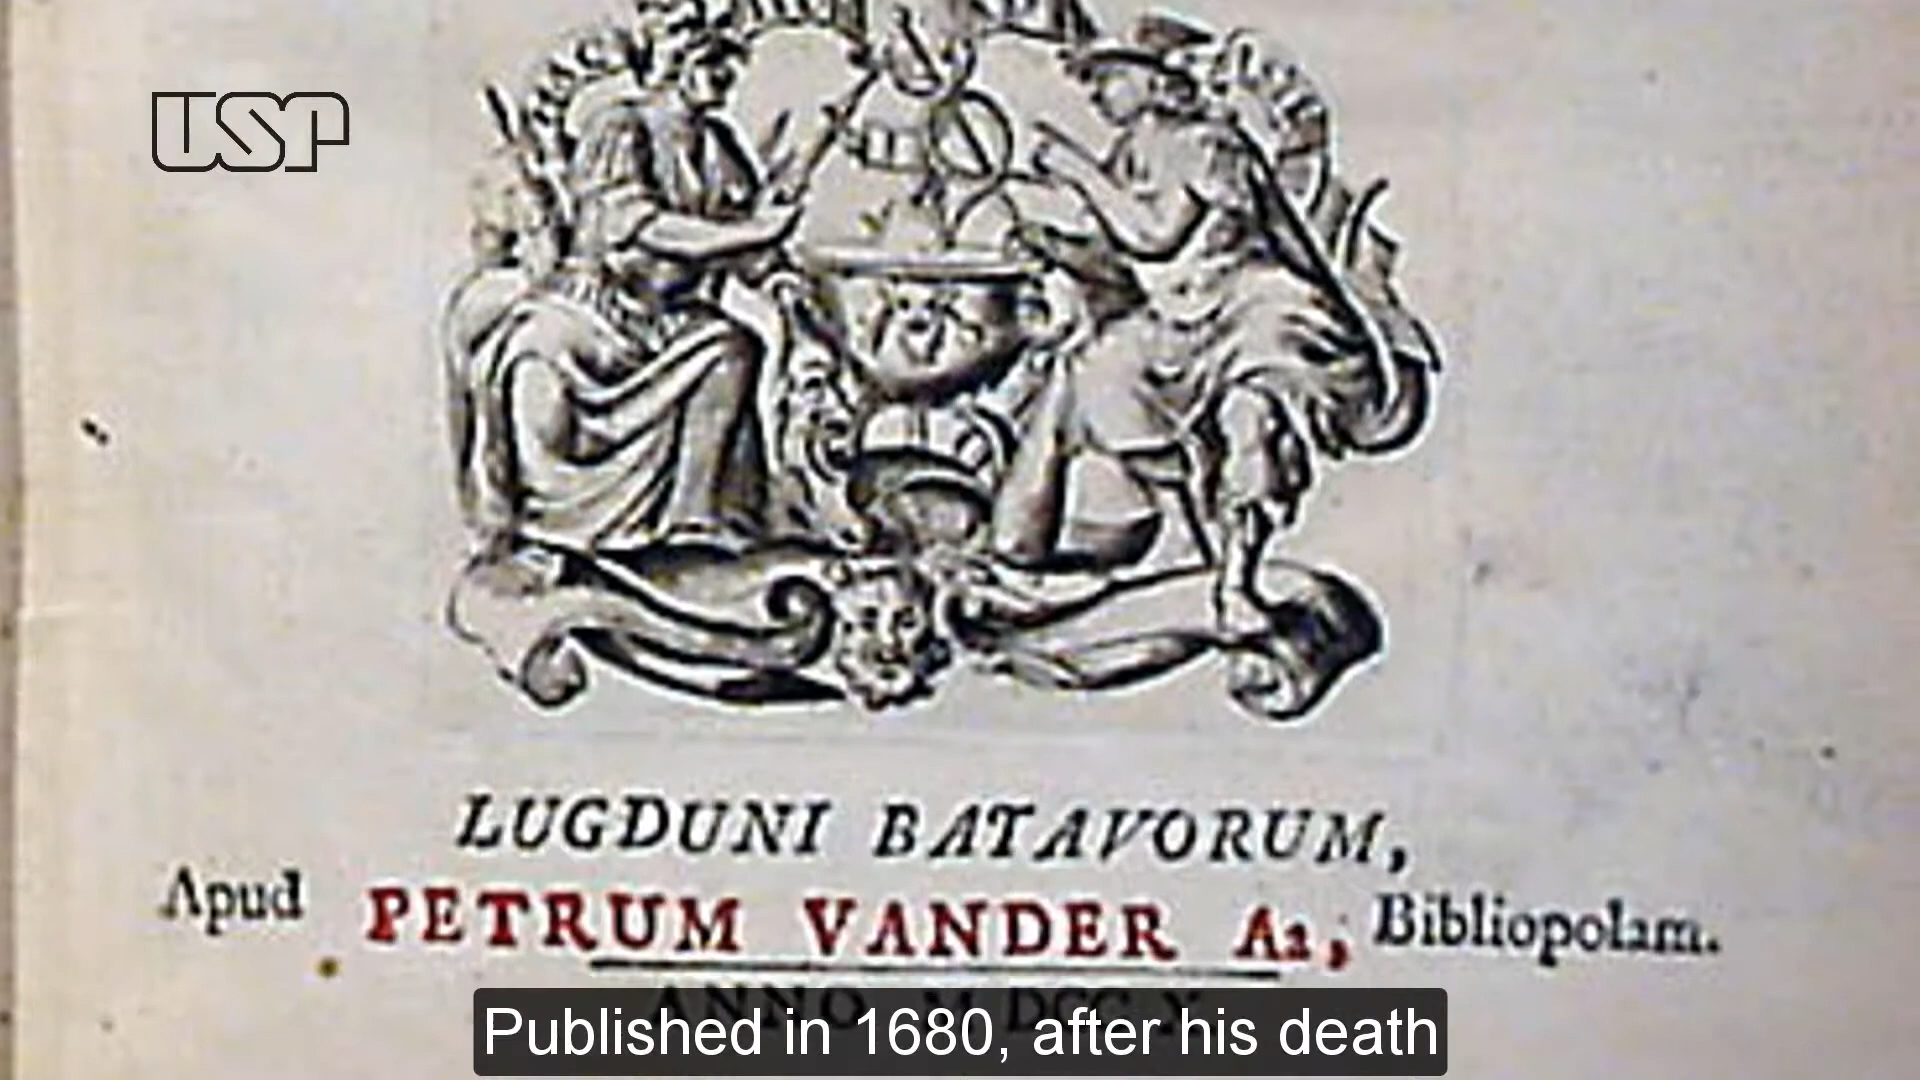 USP
LUGDUNI BATAVORUM,
Apud PETRUM VANDER Aa, Bibliopolam.
ANNO
Published in 1680, after his death